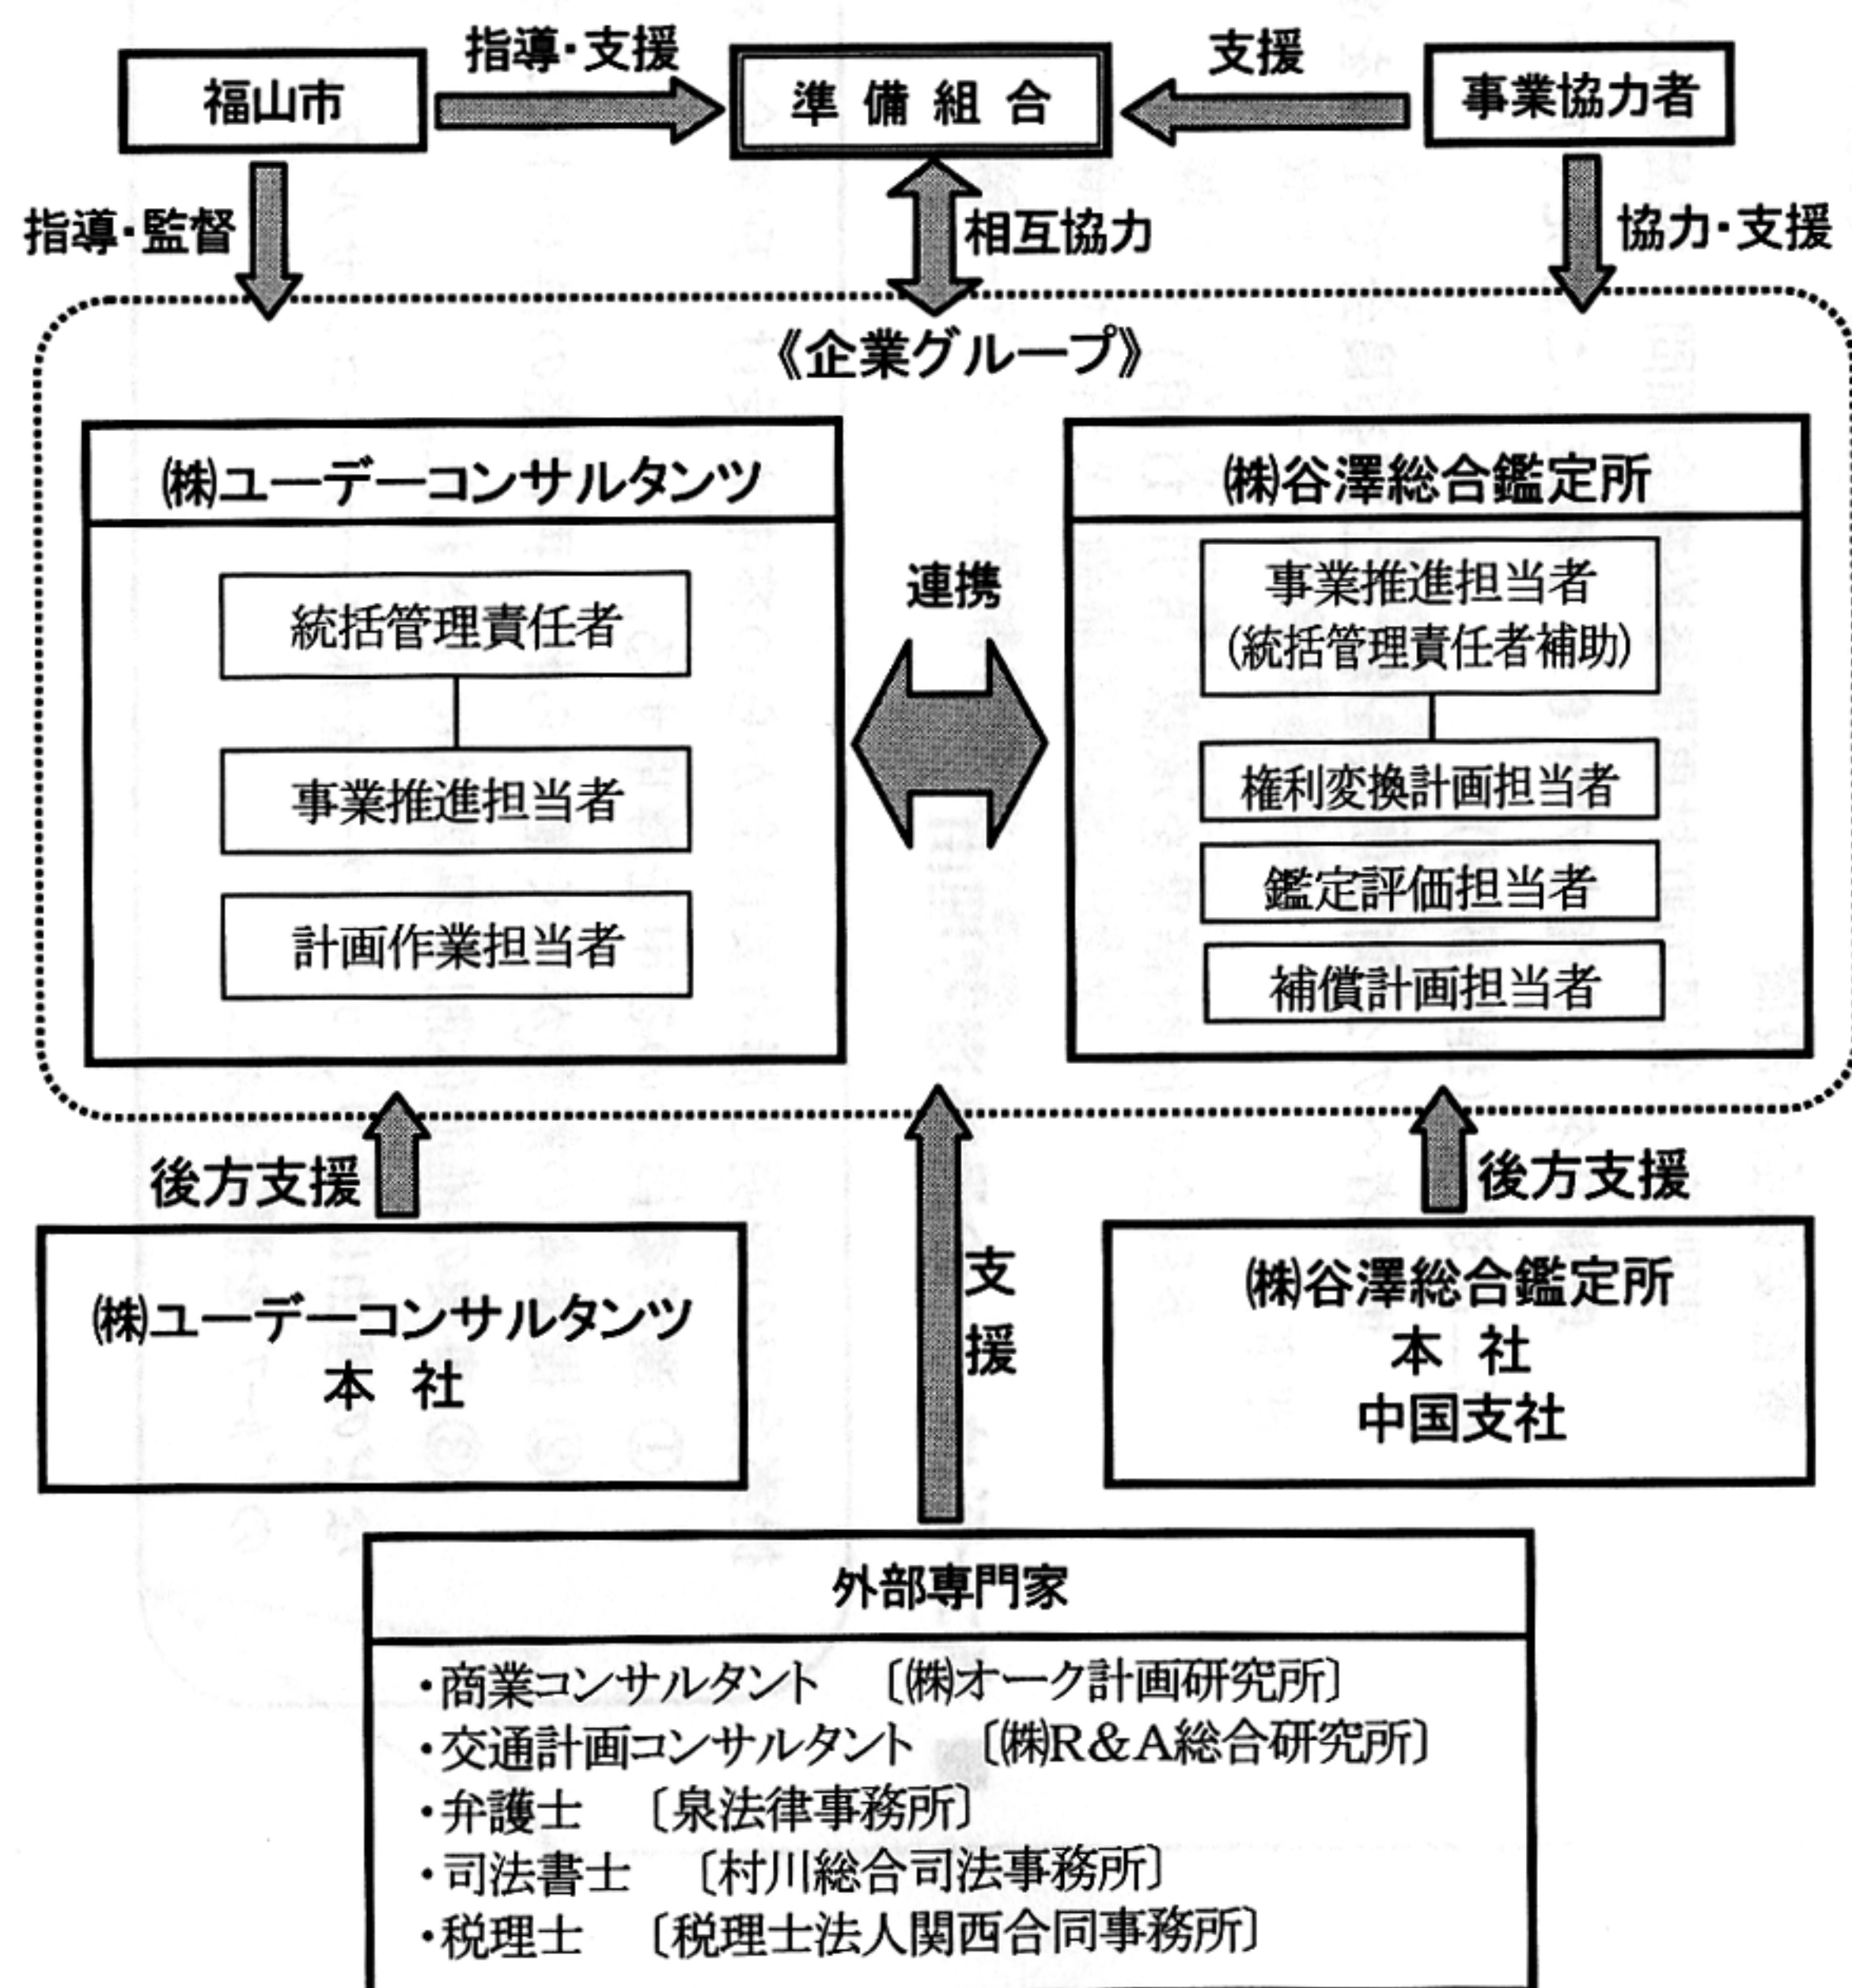 指導・支援
支援
福山市
準備組合
事業協力者
指導・監督
相互協力
協力・支援
《企業グループ》
㈱ユーデーコンサルタンツ
㈱谷澤総合鑑定所
統括管理責任者
事業推進担当者
計画作業担当者
連携
事業推進担当者
(統括管理責任者補助)
権利変換計画担当者
鑑定評価担当者
補償計画担当者
後方支援
支援
後方支援
㈱ユーデーコンサルタンツ
本 社
㈱谷澤総合鑑定所
本 社
中国支社
外部専門家
・商業コンサルタント 〔㈱オーク計画研究所〕
・交通計画コンサルタント 〔㈱R&A総合研究所〕
・弁護士 〔泉法律事務所〕
・司法書士 〔村川総合司法事務所〕
・税理士 〔税理士法人関西合同事務所〕